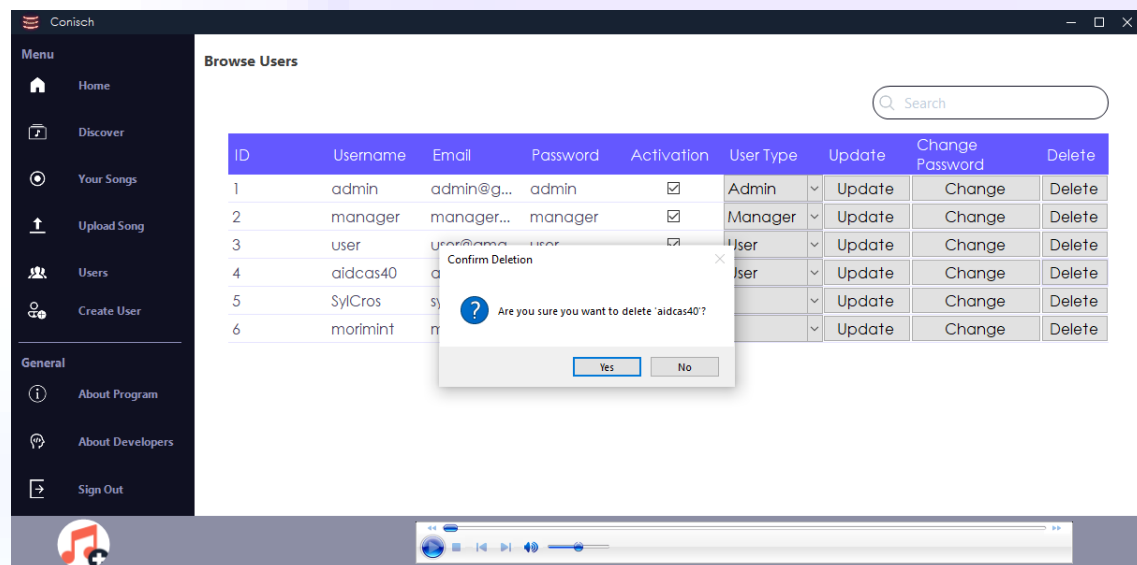 Conisch
Menu
Home
Discover
Your Songs
Upload Song
Users
Create User
General
About Program
About Developers
Sign Out
Browse Users
Search
ID Username Email Password Activation User Type Update Change Password Delete
1 admin admin@g... admin Admin Update Change Delete
2 manager manager... manager Manager Update Change Delete
3 user User Update Change Delete
4 aidcas40 User Update Change Delete
5 SylCros Update Change Delete
6 morimint Update Change Delete
Confirm Deletion
Are you sure you want to delete 'aidcas40'?
Yes No